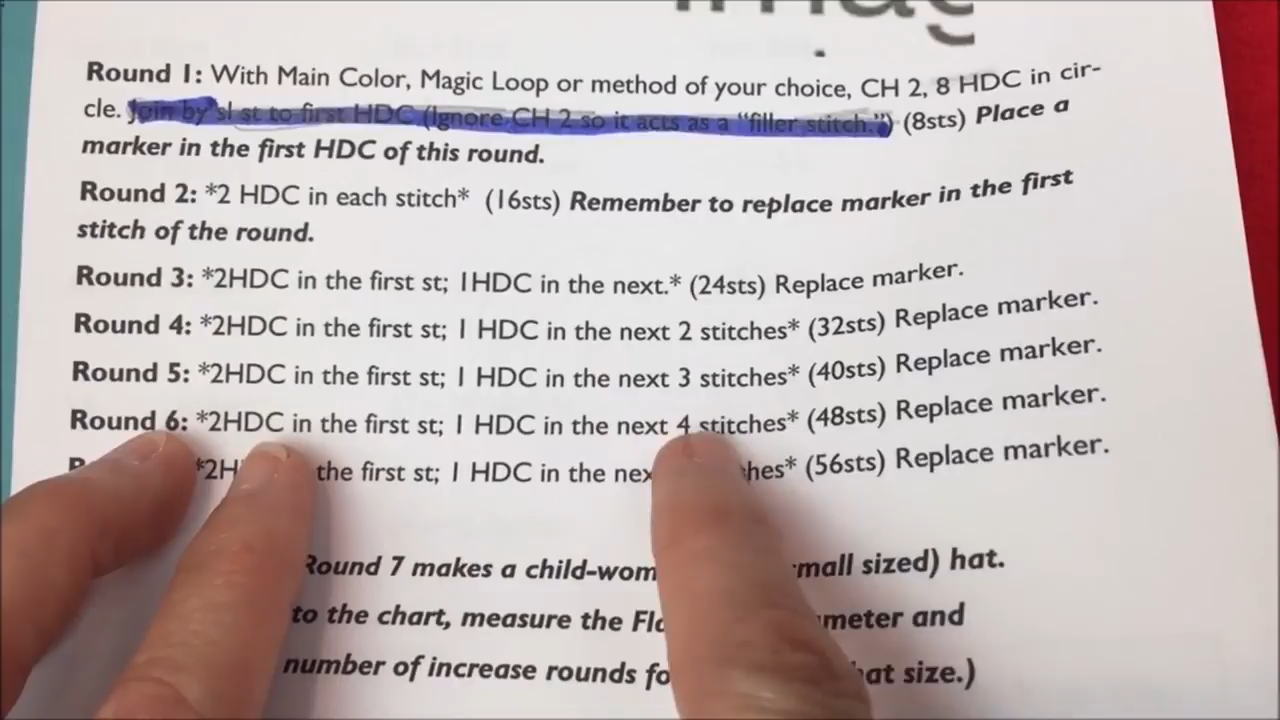 Round 1: With Main Color, Magic Loop or method of your choice, CH 2, 8 HDC in cir-
cle. Join by sl st to first HDC (Ignore CH 2 so it acts as a “filler stitch.”) (8sts) Place a
marker in the first HDC of this round.
Round 2: *2 HDC in each stitch* (16sts) Remember to replace marker in the first
stitch of the round.
Round 3: *2HDC in the first st; 1HDC in the next.* (24sts) Replace marker.
Round 4: *2HDC in the first st; 1 HDC in the next 2 stitches* (32sts) Replace marker.
Round 5: *2HDC in the first st; 1 HDC in the next 3 stitches* (40sts) Replace marker.
Round 6: *2HDC in the first st; 1 HDC in the next 4 stitches* (48sts) Replace marker.
the first st; 1 HDC in the (56sts) Replace marker.
Round 7 makes a sized) hat.
to the chart, measure the and
number of increase rounds size.)